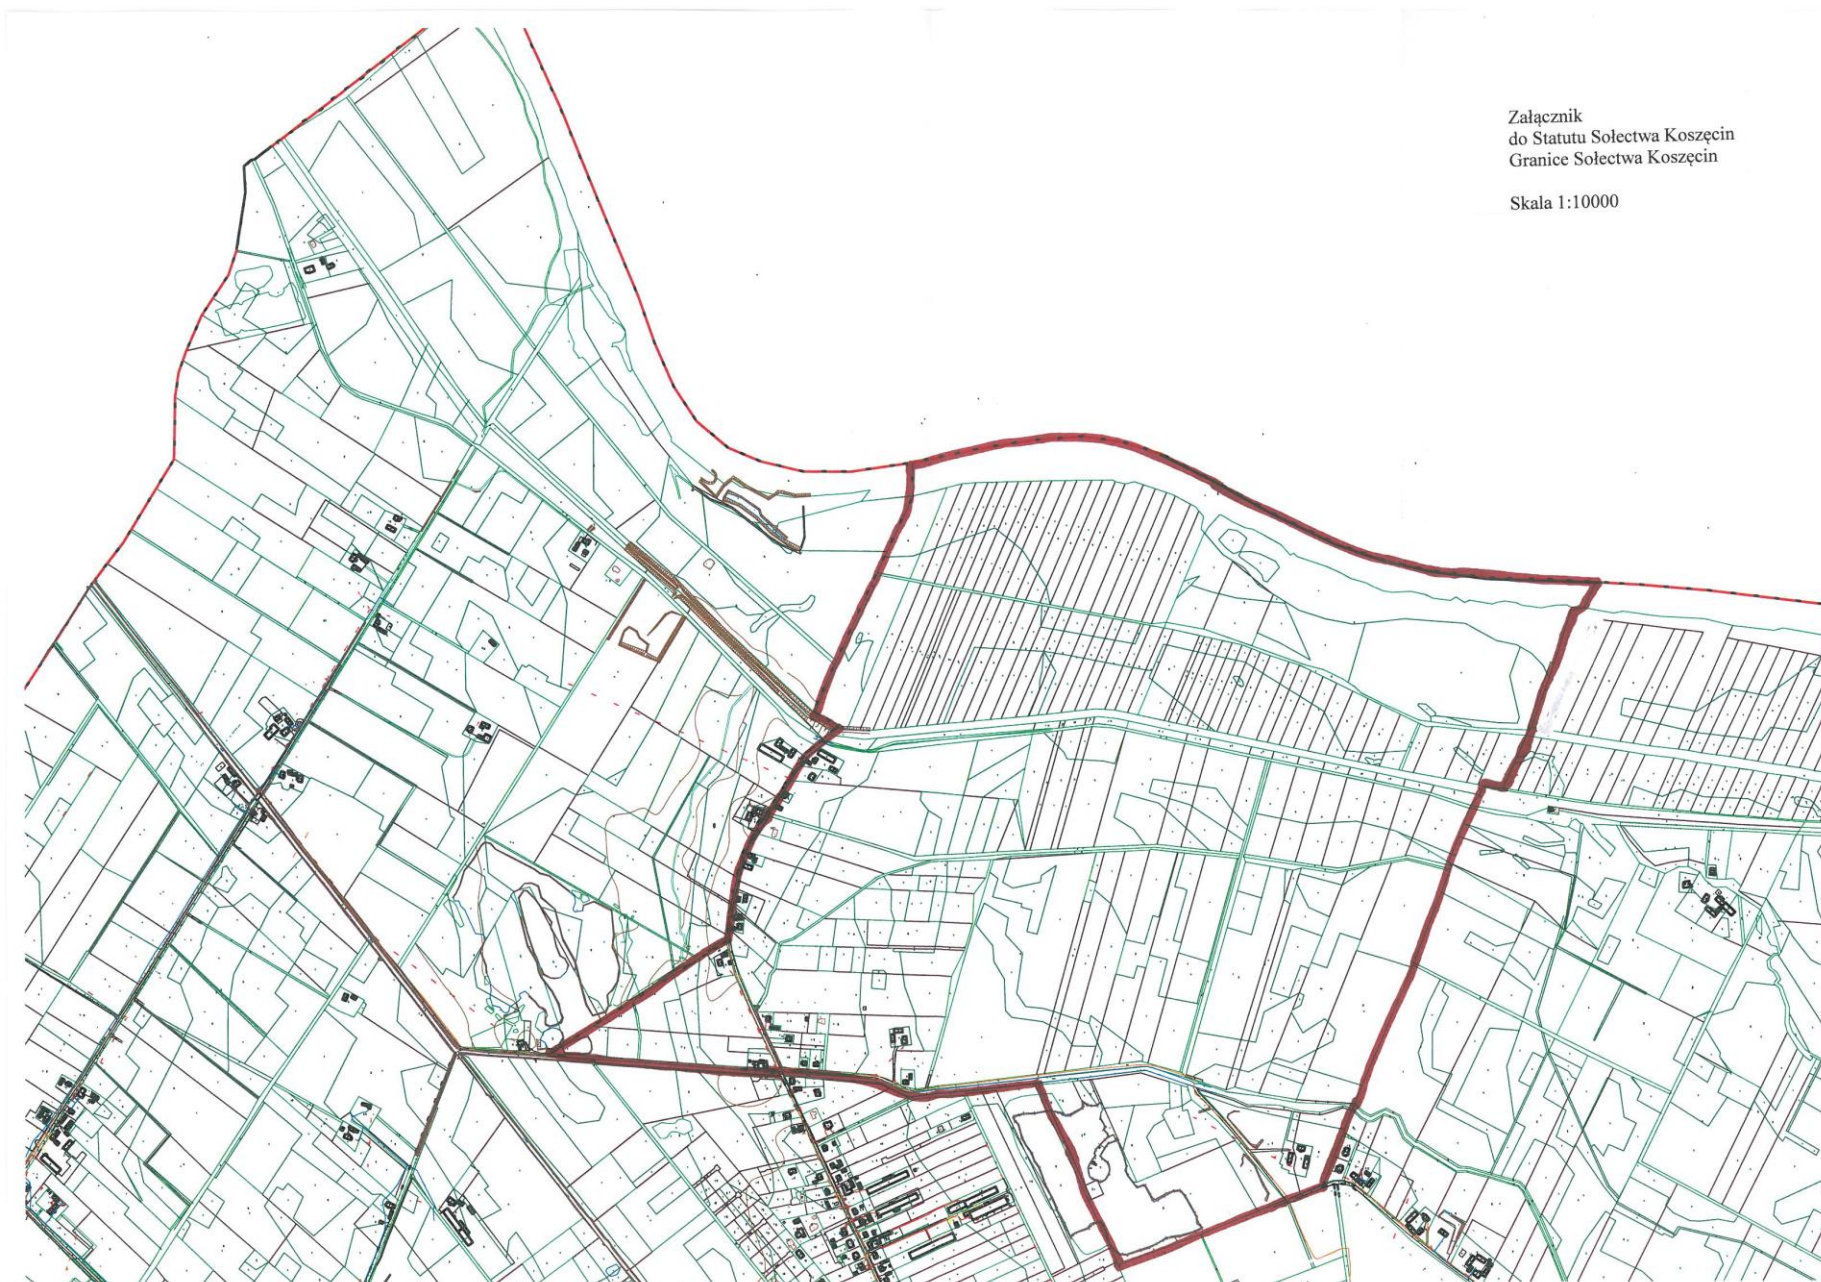 Załącznik
do Statutu Sołectwa Koszęcin
Granice Sołectwa Koszęcin
Skala 1:10000